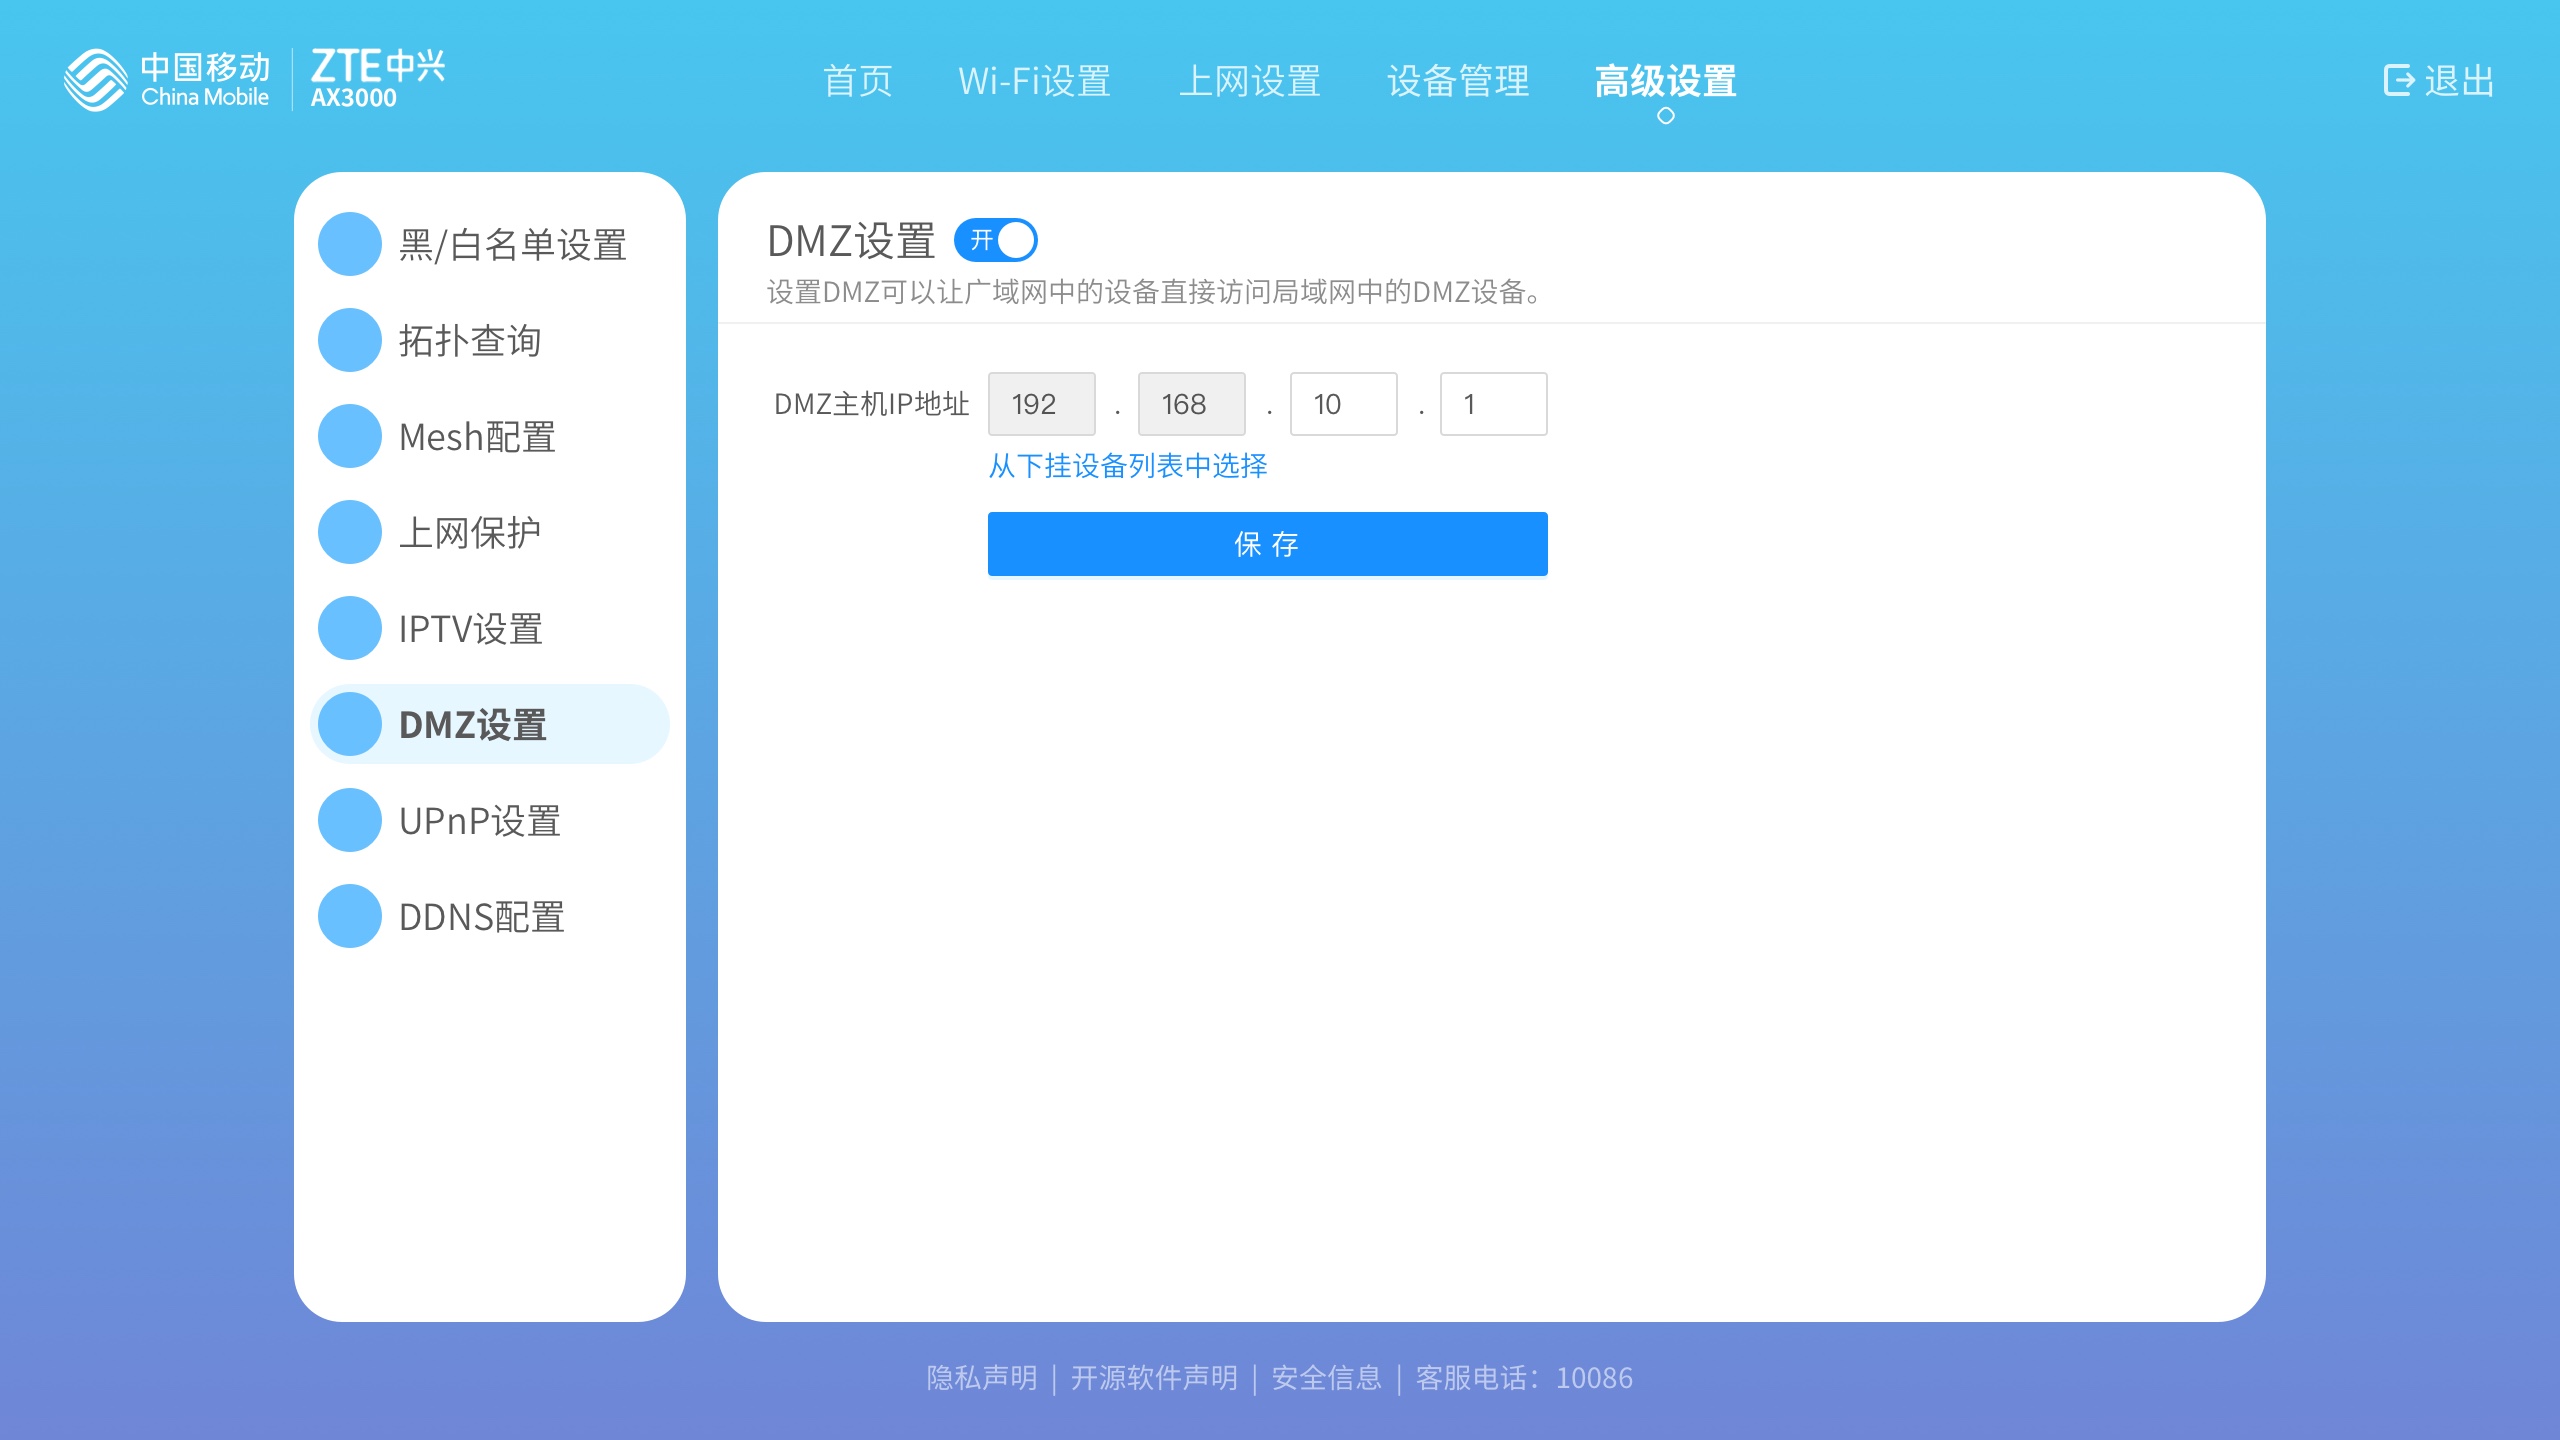 中国移动
China Mobile
ZTE中兴
AX3000
首页
Wi-Fi设置
上网设置
设备管理
高级设置
退出
黑/白名单设置
拓扑查询
Mesh配置
上网保护
IPTV设置
DMZ设置
UPnP设置
DDNS配置
DMZ设置 开
设置DMZ可以让广域网中的设备直接访问局域网中的DMZ设备。
DMZ主机IP地址 192 . 168 . 10 . 1
从下挂设备列表中选择
保 存
隐私声明 | 开源软件声明 | 安全信息 | 客服电话：10086